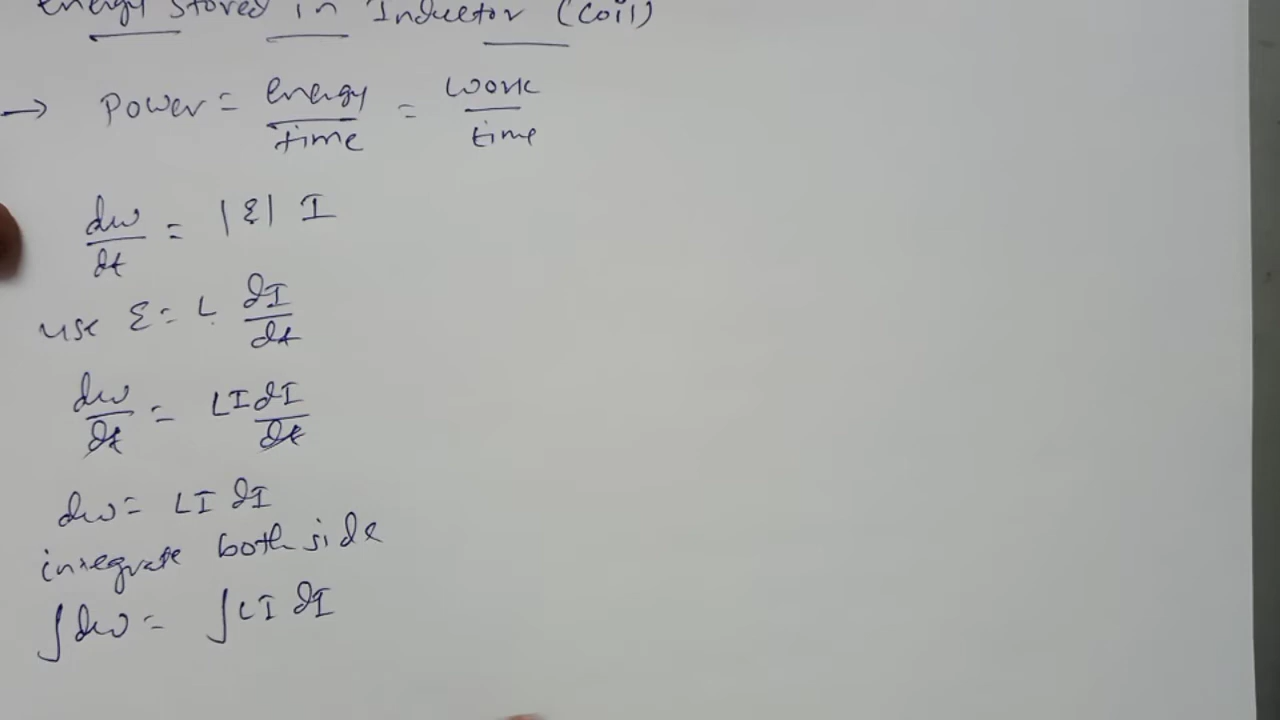 energy stored in Inductor (coil)
→ Power = energy/time = work/time
dw/dt = |ε| I
use ε = L dI/dt
dw/dt = LI dI/dt
dw = LI dI
integrate both side
∫dw = ∫LI dI